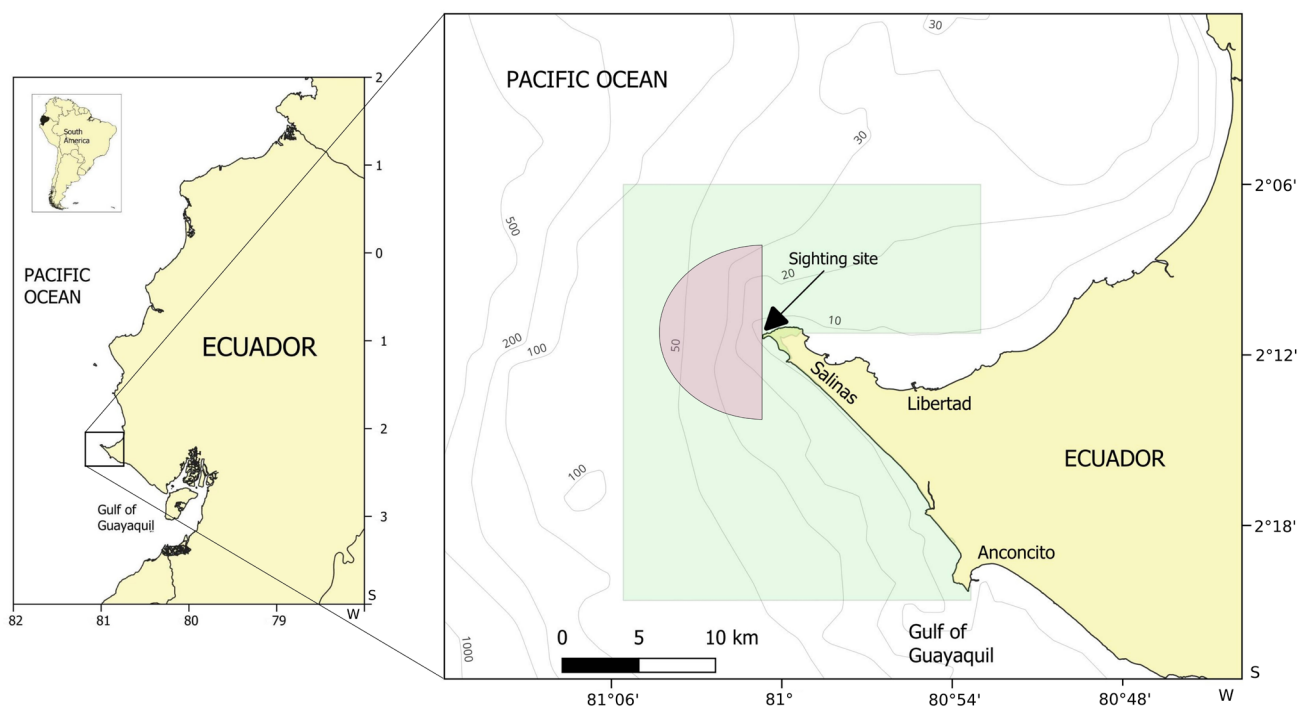 South
America
PACIFIC
OCEAN
ECUADOR
Gulf of
Guayaquil
2
1
0
1
2
3
S
W
82
81
80
79
PACIFIC OCEAN
30
30
500
200
100
50
20
10
100
1000
Sighting site
Salinas
Libertad
ECUADOR
Anconcito
Gulf of
Guayaquil
0 5 10 km
2°06'
2°12'
2°18'
S
W
81°06'
81°
80°54'
80°48'